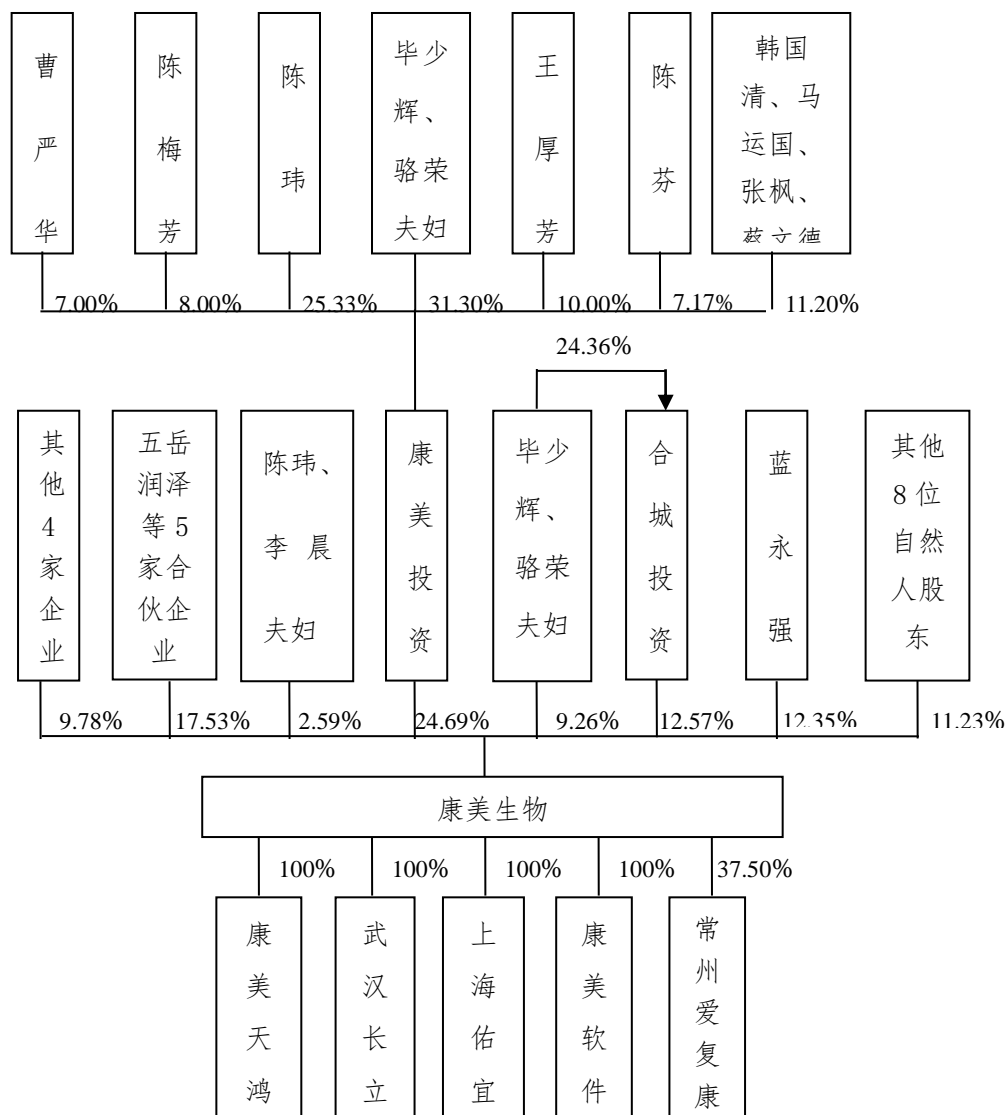 曹严华
陈梅芳
陈玮
毕少
辉、
骆荣
夫妇
王厚芳
陈芬
韩国
清、马
运国、
张枫、
蔡文德
7.00%
8.00%
25.33%
31.30%
10.00%
7.17%
11.20%
24.36%
其他4家企业
五岳
润泽
等5
家合
伙企
业
陈玮、
李晨
夫妇
康美投资
毕少
辉、
骆荣
夫妇
合城投资
蓝永强
其他
8位
自然
人股
东
9.78%
17.53%
2.59%
24.69%
9.26%
12.57%
12.35%
11.23%
康美生物
100%
100%
100%
100%
37.50%
康美天鸿
武汉长立
上海佑宜
康美软件
常州爱复康